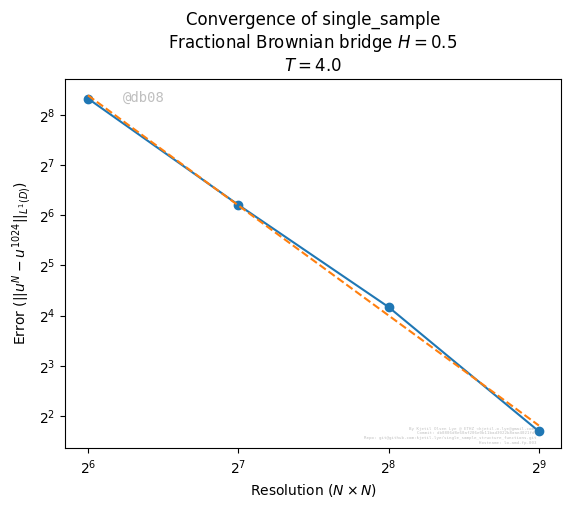 Convergence of single_sample
Fractional Brownian bridge $H = 0.5$
$T = 4.0$
@db08
Error ($||u^N - u^{1024}||_{L^1(D)}$)
$2^8$
$2^7$
$2^6$
$2^5$
$2^4$
$2^3$
$2^2$
$2^6$ $2^7$ $2^8$ $2^9$
Resolution ($N \times N$)